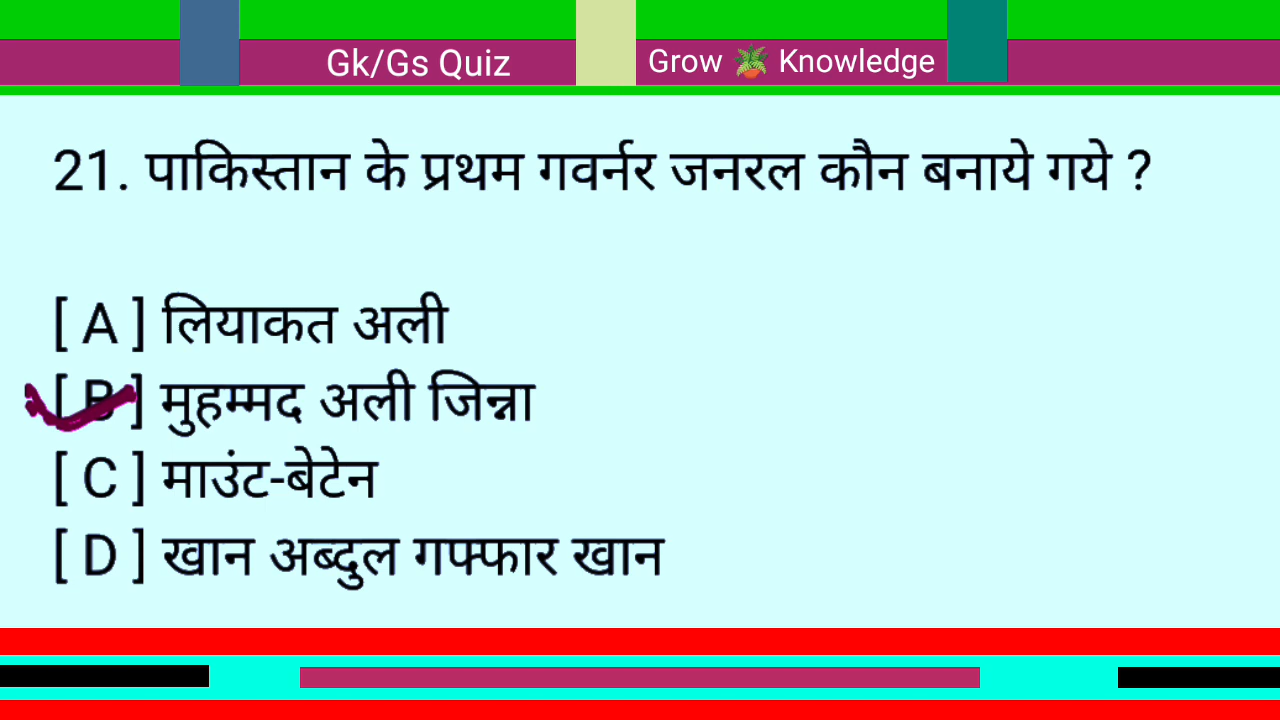 Gk/Gs Quiz
Grow 🪴 Knowledge
21. पाकिस्तान के प्रथम गवर्नर जनरल कौन बनाये गये ?
[ A ] लियाकत अली
[ B ] मुहम्मद अली जिन्ना
[ C ] माउंट-बेटेन
[ D ] खान अब्दुल गफ्फार खान